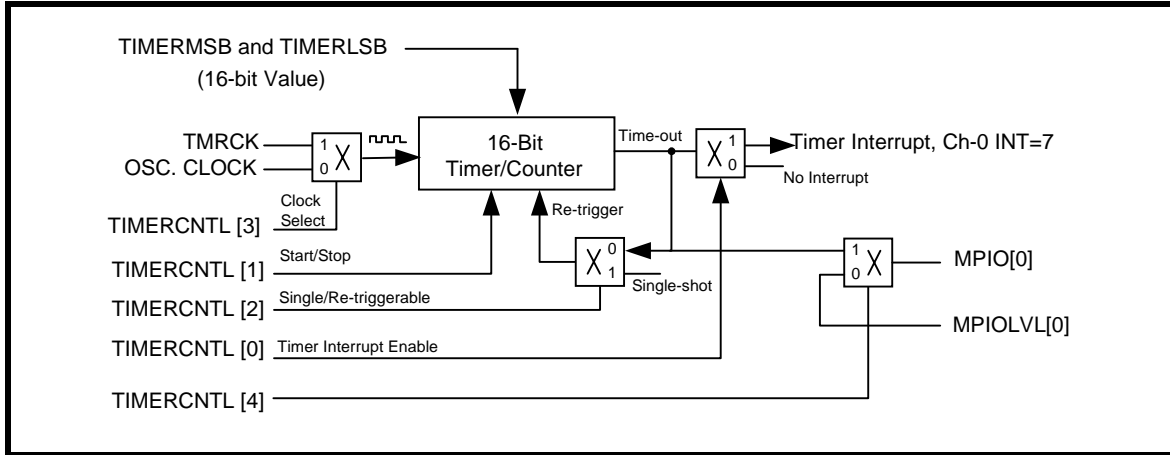 TIMERMSB and TIMERLSB
(16-bit Value)
TMRCK
OSC. CLOCK
1
0
X
Clock
Select
TIMERCNTL [3]
16-Bit
Timer/Counter
Time-out
X
1
0
Timer Interrupt, Ch-0 INT=7
No Interrupt
Re-trigger
Start/Stop
TIMERCNTL [1]
X
0
1
Single-shot
TIMERCNTL [2]
Single/Re-triggerable
1
0
X
MPIO[0]
MPIOLVL[0]
TIMERCNTL [0]
Timer Interrupt Enable
TIMERCNTL [4]